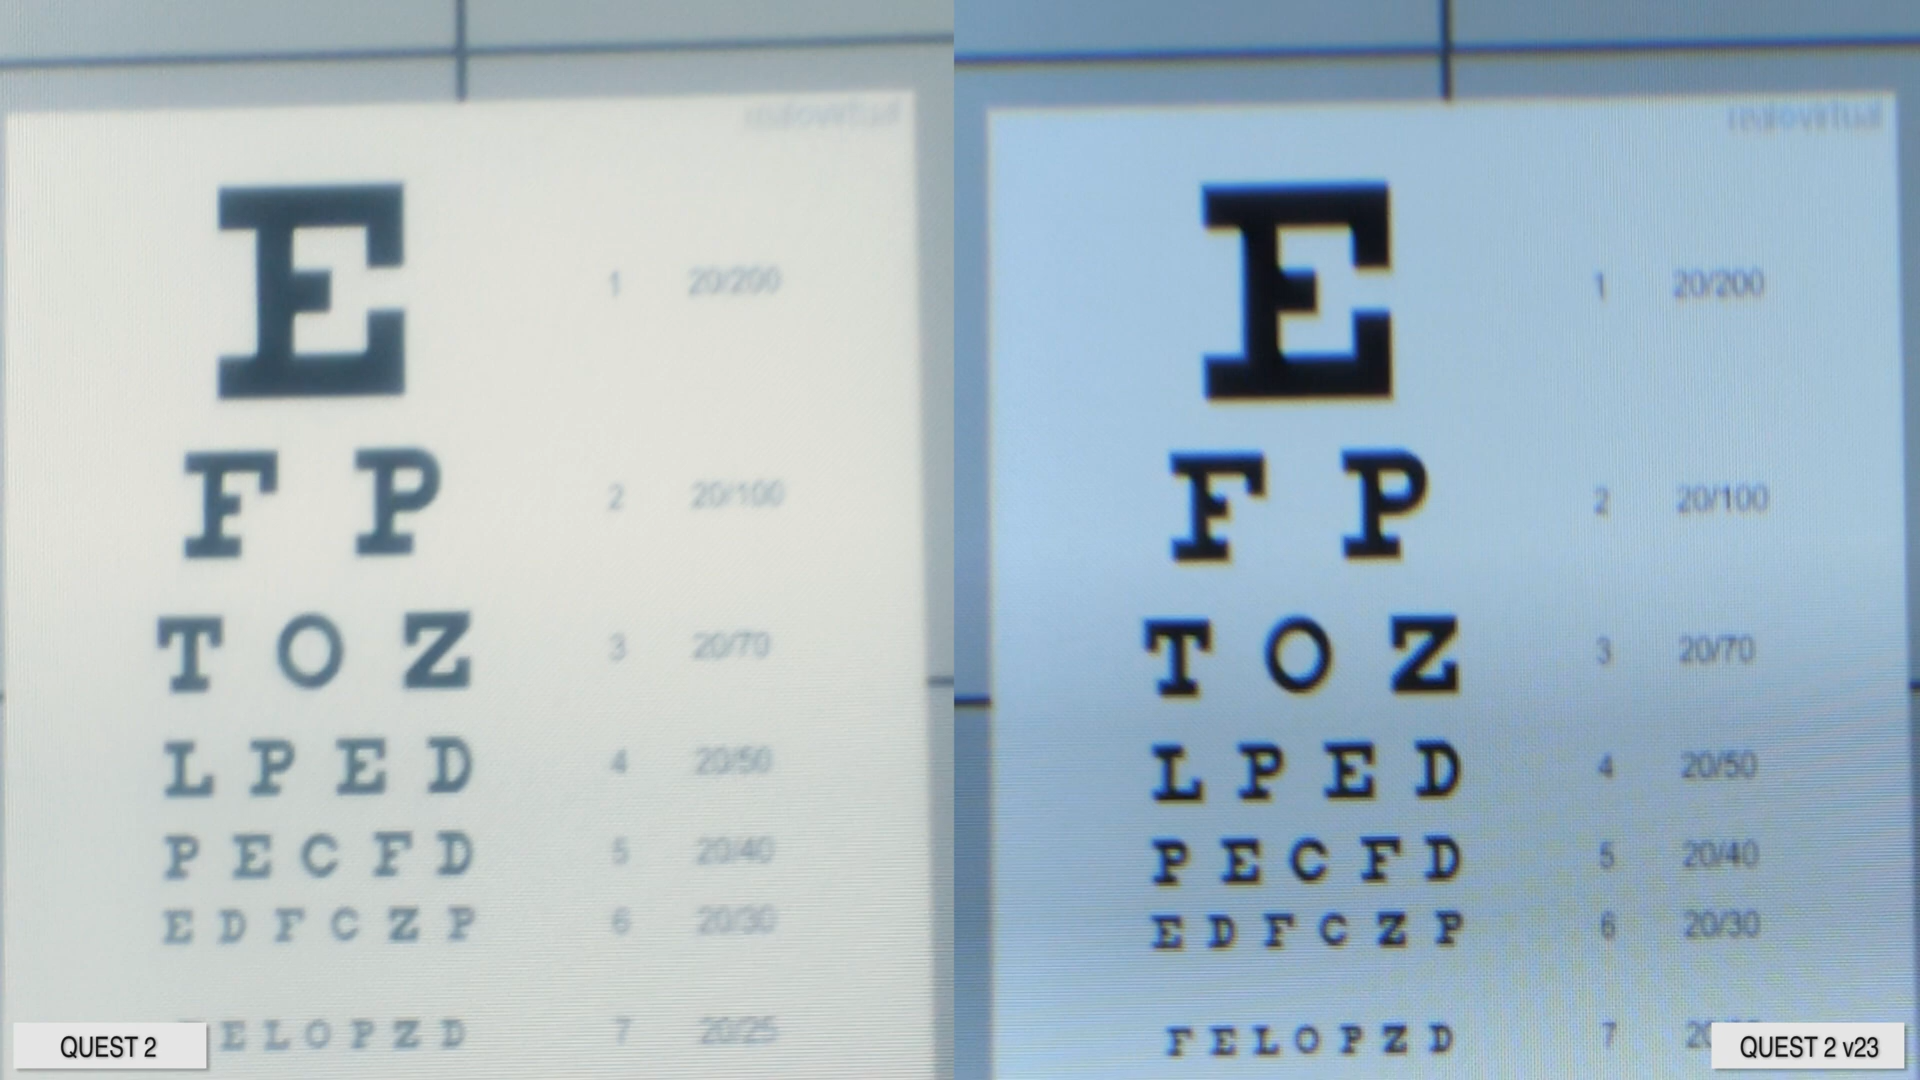 E 1 20/200
F P 2 20/100
T O Z 3 20/70
L P E D 4 20/50
P E C F D 5 20/40
E D F C Z P 6 20/30
E L O P Z D 7 20/25
QUEST 2
E 1 20/200
F P 2 20/100
T O Z 3 20/70
L P E D 4 20/50
P E C F D 5 20/40
E D F C Z P 6 20/30
F E L O P Z D 7
QUEST 2 v23